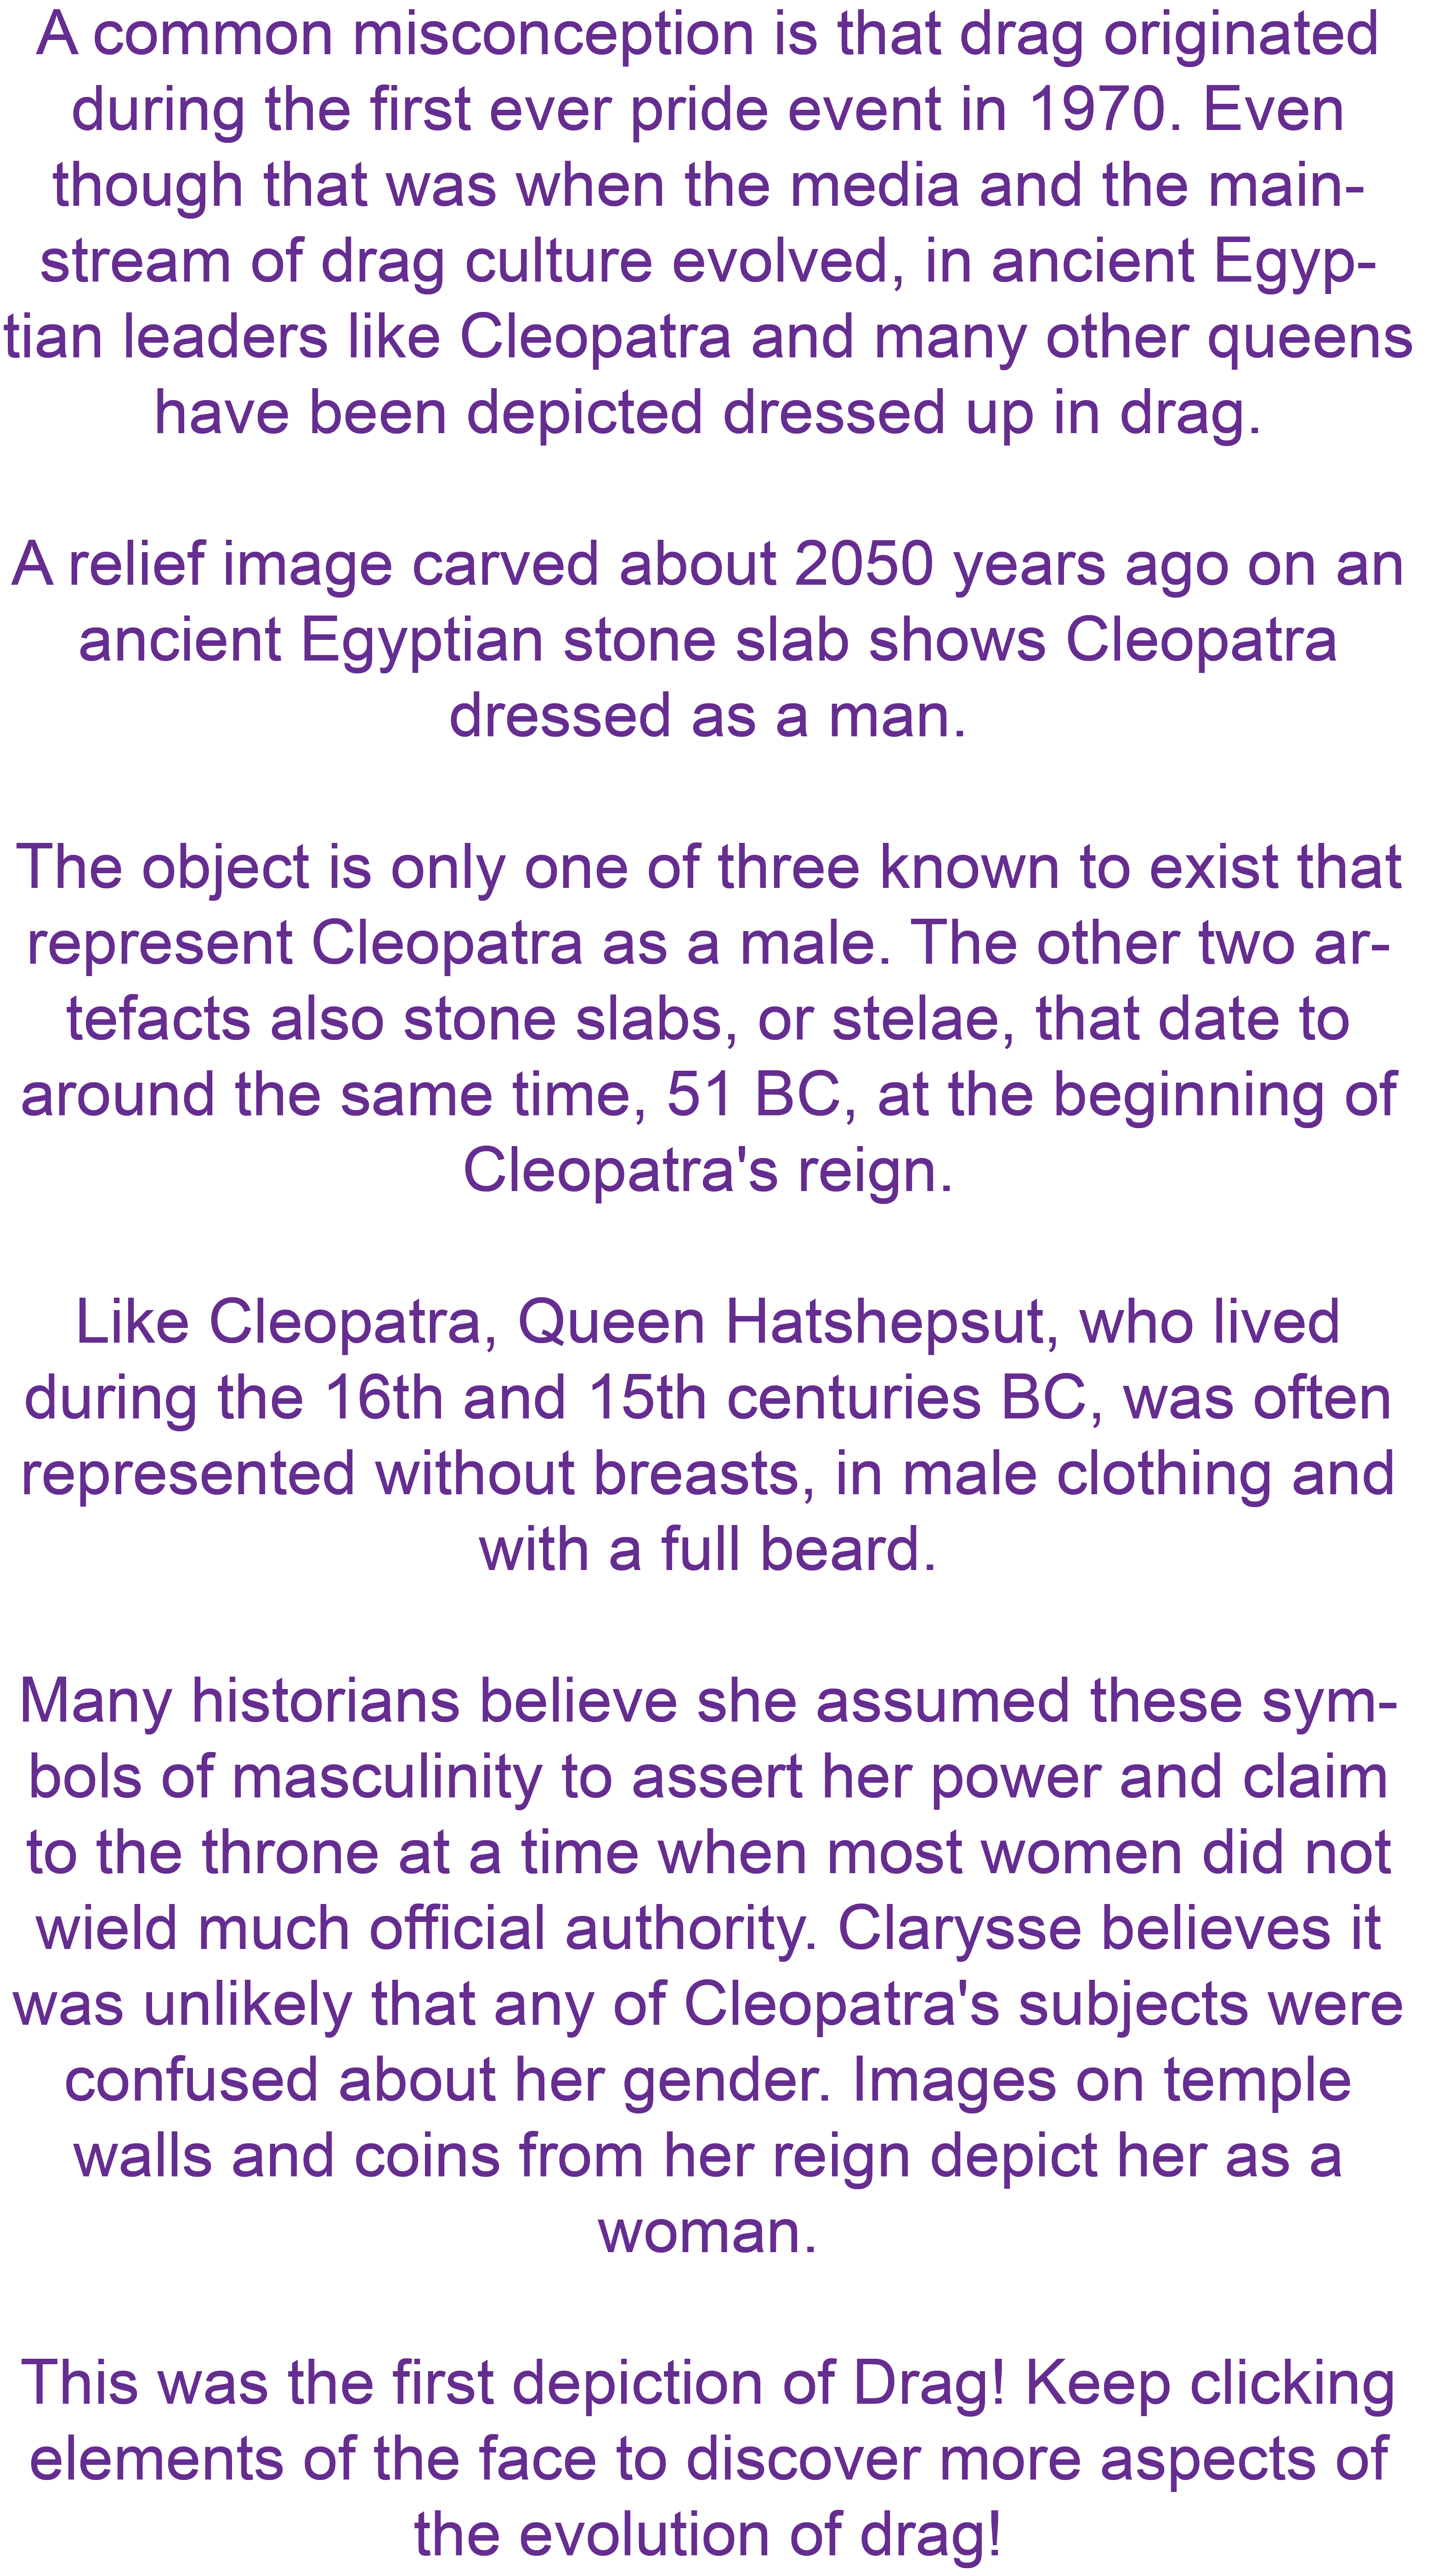 A common misconception is that drag originated
during the first ever pride event in 1970. Even
though that was when the media and the main-
stream of drag culture evolved, in ancient Egyp-
tian leaders like Cleopatra and many other queens
have been depicted dressed up in drag.
A relief image carved about 2050 years ago on an
ancient Egyptian stone slab shows Cleopatra
dressed as a man.
The object is only one of three known to exist that
represent Cleopatra as a male. The other two ar-
tefacts also stone slabs, or stelae, that date to
around the same time, 51 BC, at the beginning of
Cleopatra's reign.
Like Cleopatra, Queen Hatshepsut, who lived
during the 16th and 15th centuries BC, was often
represented without breasts, in male clothing and
with a full beard.
Many historians believe she assumed these sym-
bols of masculinity to assert her power and claim
to the throne at a time when most women did not
wield much official authority. Clarysse believes it
was unlikely that any of Cleopatra's subjects were
confused about her gender. Images on temple
walls and coins from her reign depict her as a
woman.
This was the first depiction of Drag! Keep clicking
elements of the face to discover more aspects of
the evolution of drag!